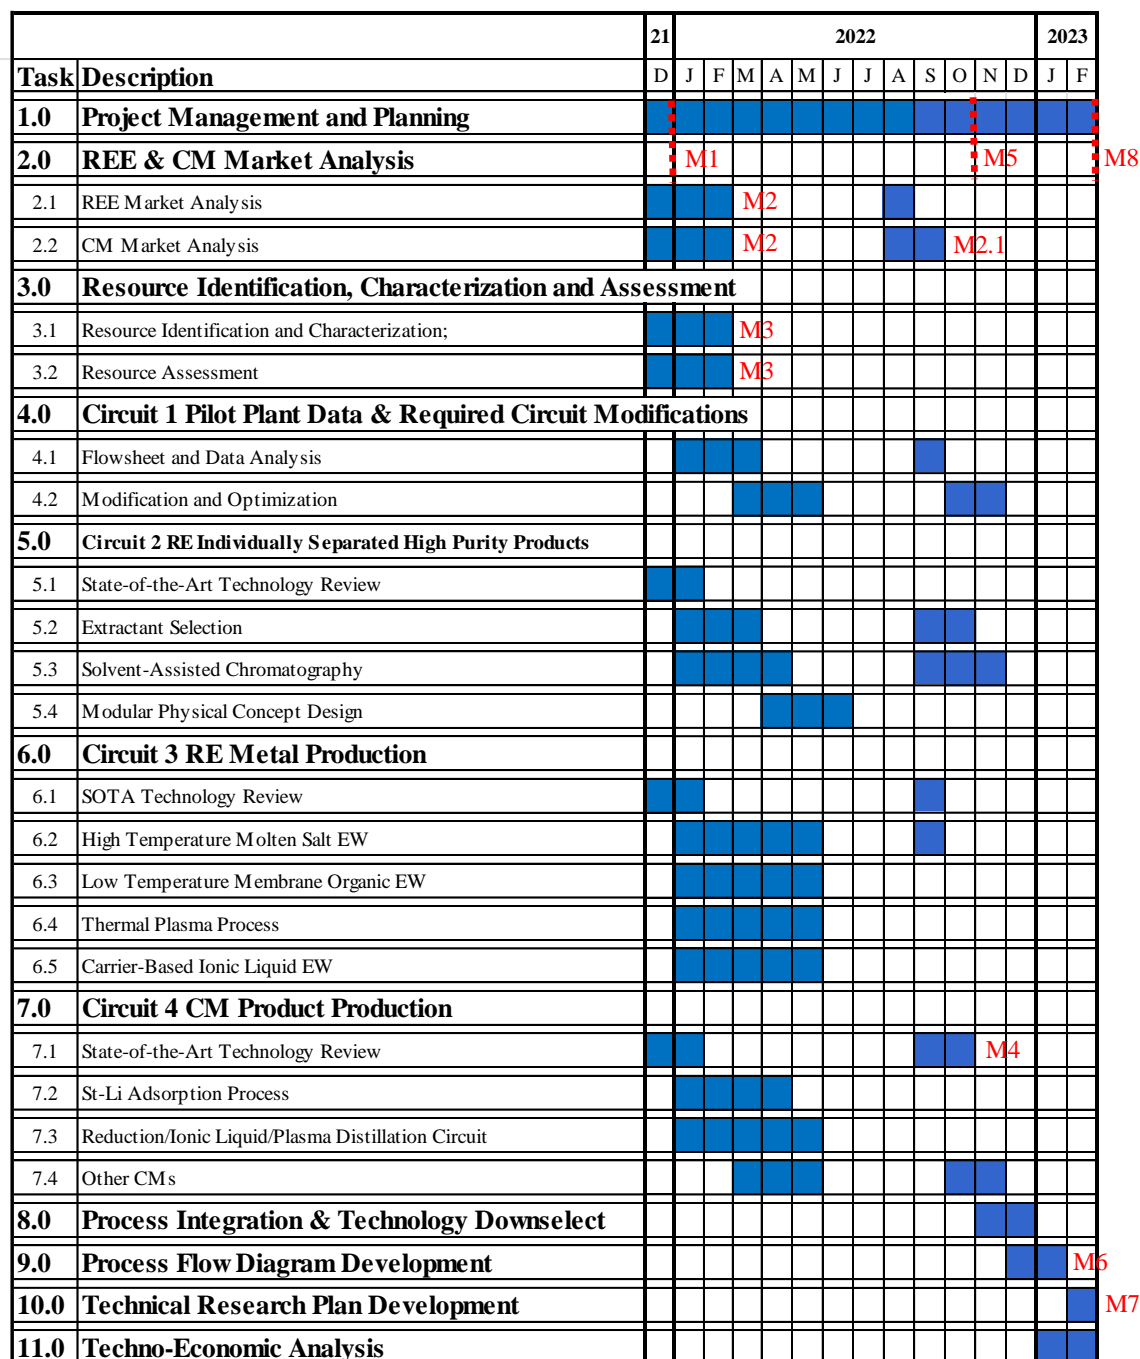 21 2022 2023
Task Description D J F M A M J J A S O N D J F
1.0 Project Management and Planning
2.0 REE & CM Market Analysis M1 M5 M8
2.1 REE Market Analysis M2
2.2 CM Market Analysis M2 M2.1
3.0 Resource Identification, Characterization and Assessment
3.1 Resource Identification and Characterization; M3
3.2 Resource Assessment M3
4.0 Circuit 1 Pilot Plant Data & Required Circuit Modifications
4.1 Flowsheet and Data Analysis
4.2 Modification and Optimization
5.0 Circuit 2 RE Individually Separated High Purity Products
5.1 State-of-the-Art Technology Review
5.2 Extractant Selection
5.3 Solvent-Assisted Chromatography
5.4 Modular Physical Concept Design
6.0 Circuit 3 RE Metal Production
6.1 SOTA Technology Review
6.2 High Temperature Molten Salt EW
6.3 Low Temperature Membrane Organic EW
6.4 Thermal Plasma Process
6.5 Carrier-Based Ionic Liquid EW
7.0 Circuit 4 CM Product Production
7.1 State-of-the-Art Technology Review M4
7.2 St-Li Adsorption Process
7.3 Reduction/Ionic Liquid/Plasma Distillation Circuit
7.4 Other CMs
8.0 Process Integration & Technology Downselect
9.0 Process Flow Diagram Development M6
10.0 Technical Research Plan Development M7
11.0 Techno-Economic Analysis